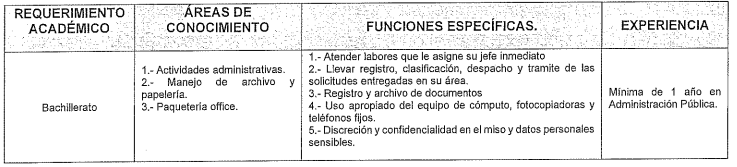 REQUERIMIENTO
ACADÉMICO
ÁREAS DE
CONOCIMIENTO
FUNCIONES ESPECÍFICAS.
EXPERIENCIA
Bachillerato
1.- Actividades administrativas.
2.- Manejo de archivo y
papelería.
3.- Paquetería office.
1.- Atender labores que le asigne su jefe inmediato
2.- Llevar registro, clasificación, despacho y tramite de las
solicitudes entregadas en su área.
3.- Registro y archivo de documentos
4.- Uso apropiado del equipo de cómputo, fotocopiadoras y
teléfonos fijos.
5.- Discreción y confidencialidad en el miso y datos personales
sensibles.
Mínima de 1 año en
Administración Pública.